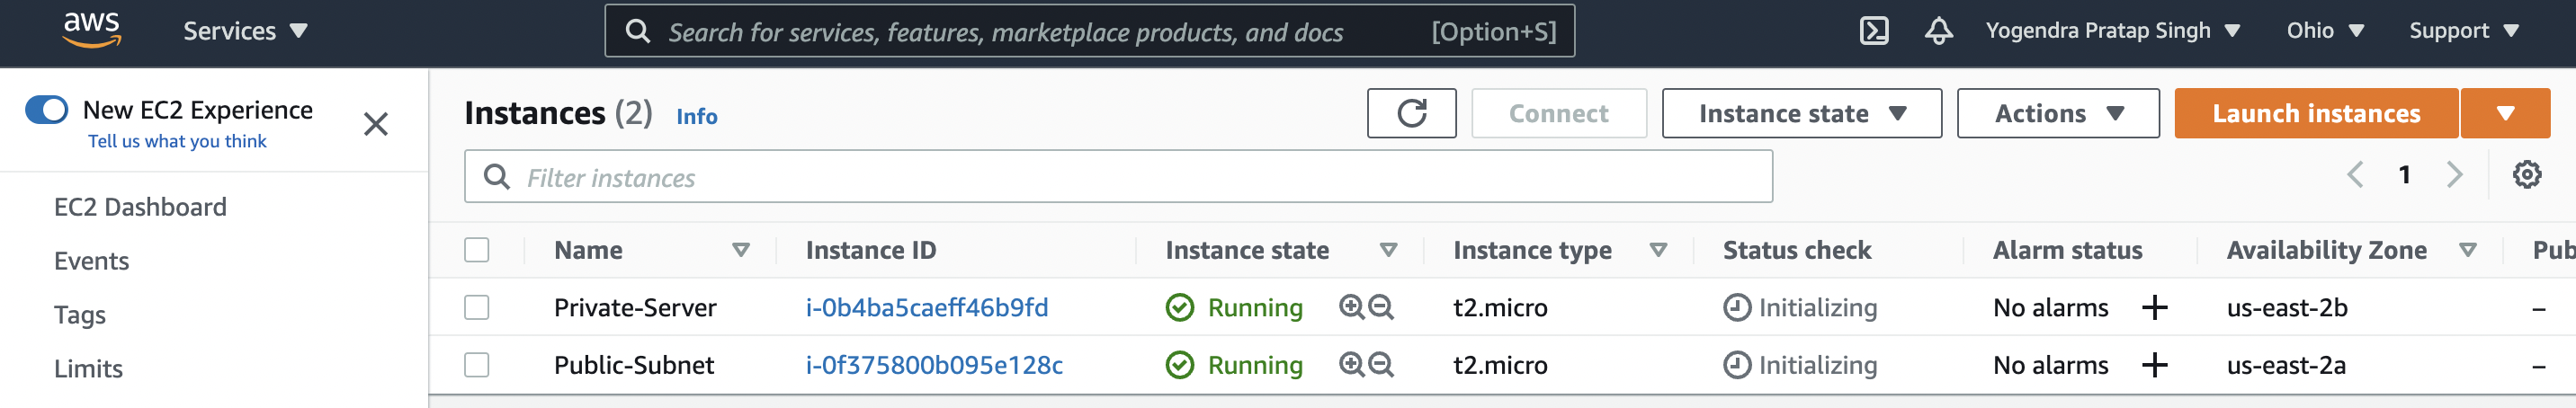 aws Services Search for services, features, marketplace products, and docs [Option+S] Yogendra Pratap Singh Ohio Support
New EC2 Experience
Tell us what you think
EC2 Dashboard
Events
Tags
Limits
Instances (2) Info Connect Instance state Actions Launch instances
Filter instances 1
Name Instance ID Instance state Instance type Status check Alarm status Availability Zone Pub
Private-Server i-0b4ba5caeff46b9fd Running t2.micro Initializing No alarms + us-east-2b –
Public-Subnet i-0f375800b095e128c Running t2.micro Initializing No alarms + us-east-2a –